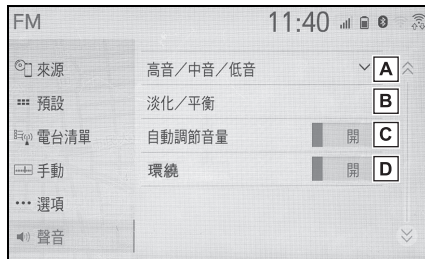 FM 11:40
來源
預設
電台清單
手動
選項
聲音
高音／中音／低音 A
淡化／平衡 B
自動調節音量 開 C
環繞 開 D